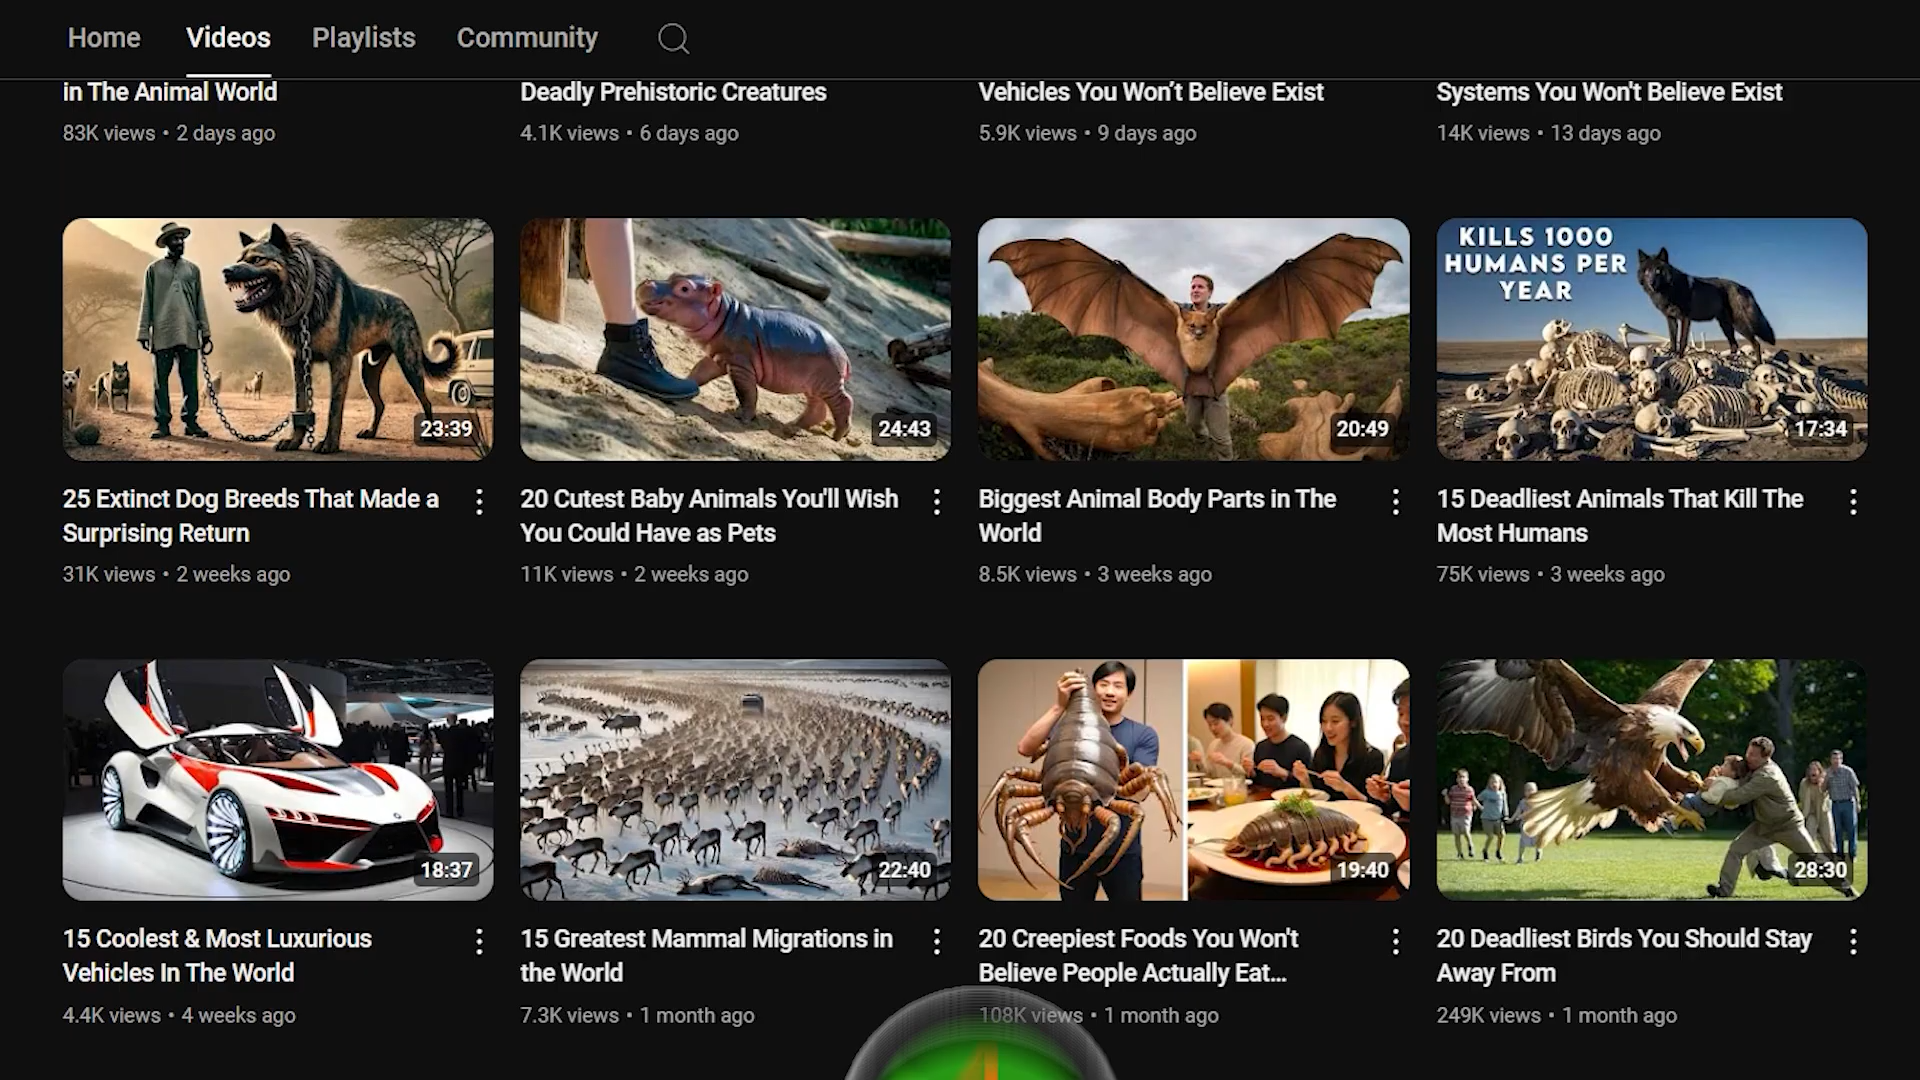 Home Videos Playlists Community
in The Animal World
83K views • 2 days ago
Deadly Prehistoric Creatures
4.1K views • 6 days ago
Vehicles You Won’t Believe Exist
5.9K views • 9 days ago
Systems You Won't Believe Exist
14K views • 13 days ago
23:39
25 Extinct Dog Breeds That Made a
Surprising Return
31K views • 2 weeks ago
24:43
20 Cutest Baby Animals You'll Wish
You Could Have as Pets
11K views • 2 weeks ago
20:49
Biggest Animal Body Parts in The
World
8.5K views • 3 weeks ago
KILLS 1000
HUMANS PER
YEAR
17:34
15 Deadliest Animals That Kill The
Most Humans
75K views • 3 weeks ago
18:37
15 Coolest & Most Luxurious
Vehicles In The World
4.4K views • 4 weeks ago
22:40
15 Greatest Mammal Migrations in
the World
7.3K views • 1 month ago
19:40
20 Creepiest Foods You Won't
Believe People Actually Eat...
108K views • 1 month ago
28:30
20 Deadliest Birds You Should Stay
Away From
249K views • 1 month ago